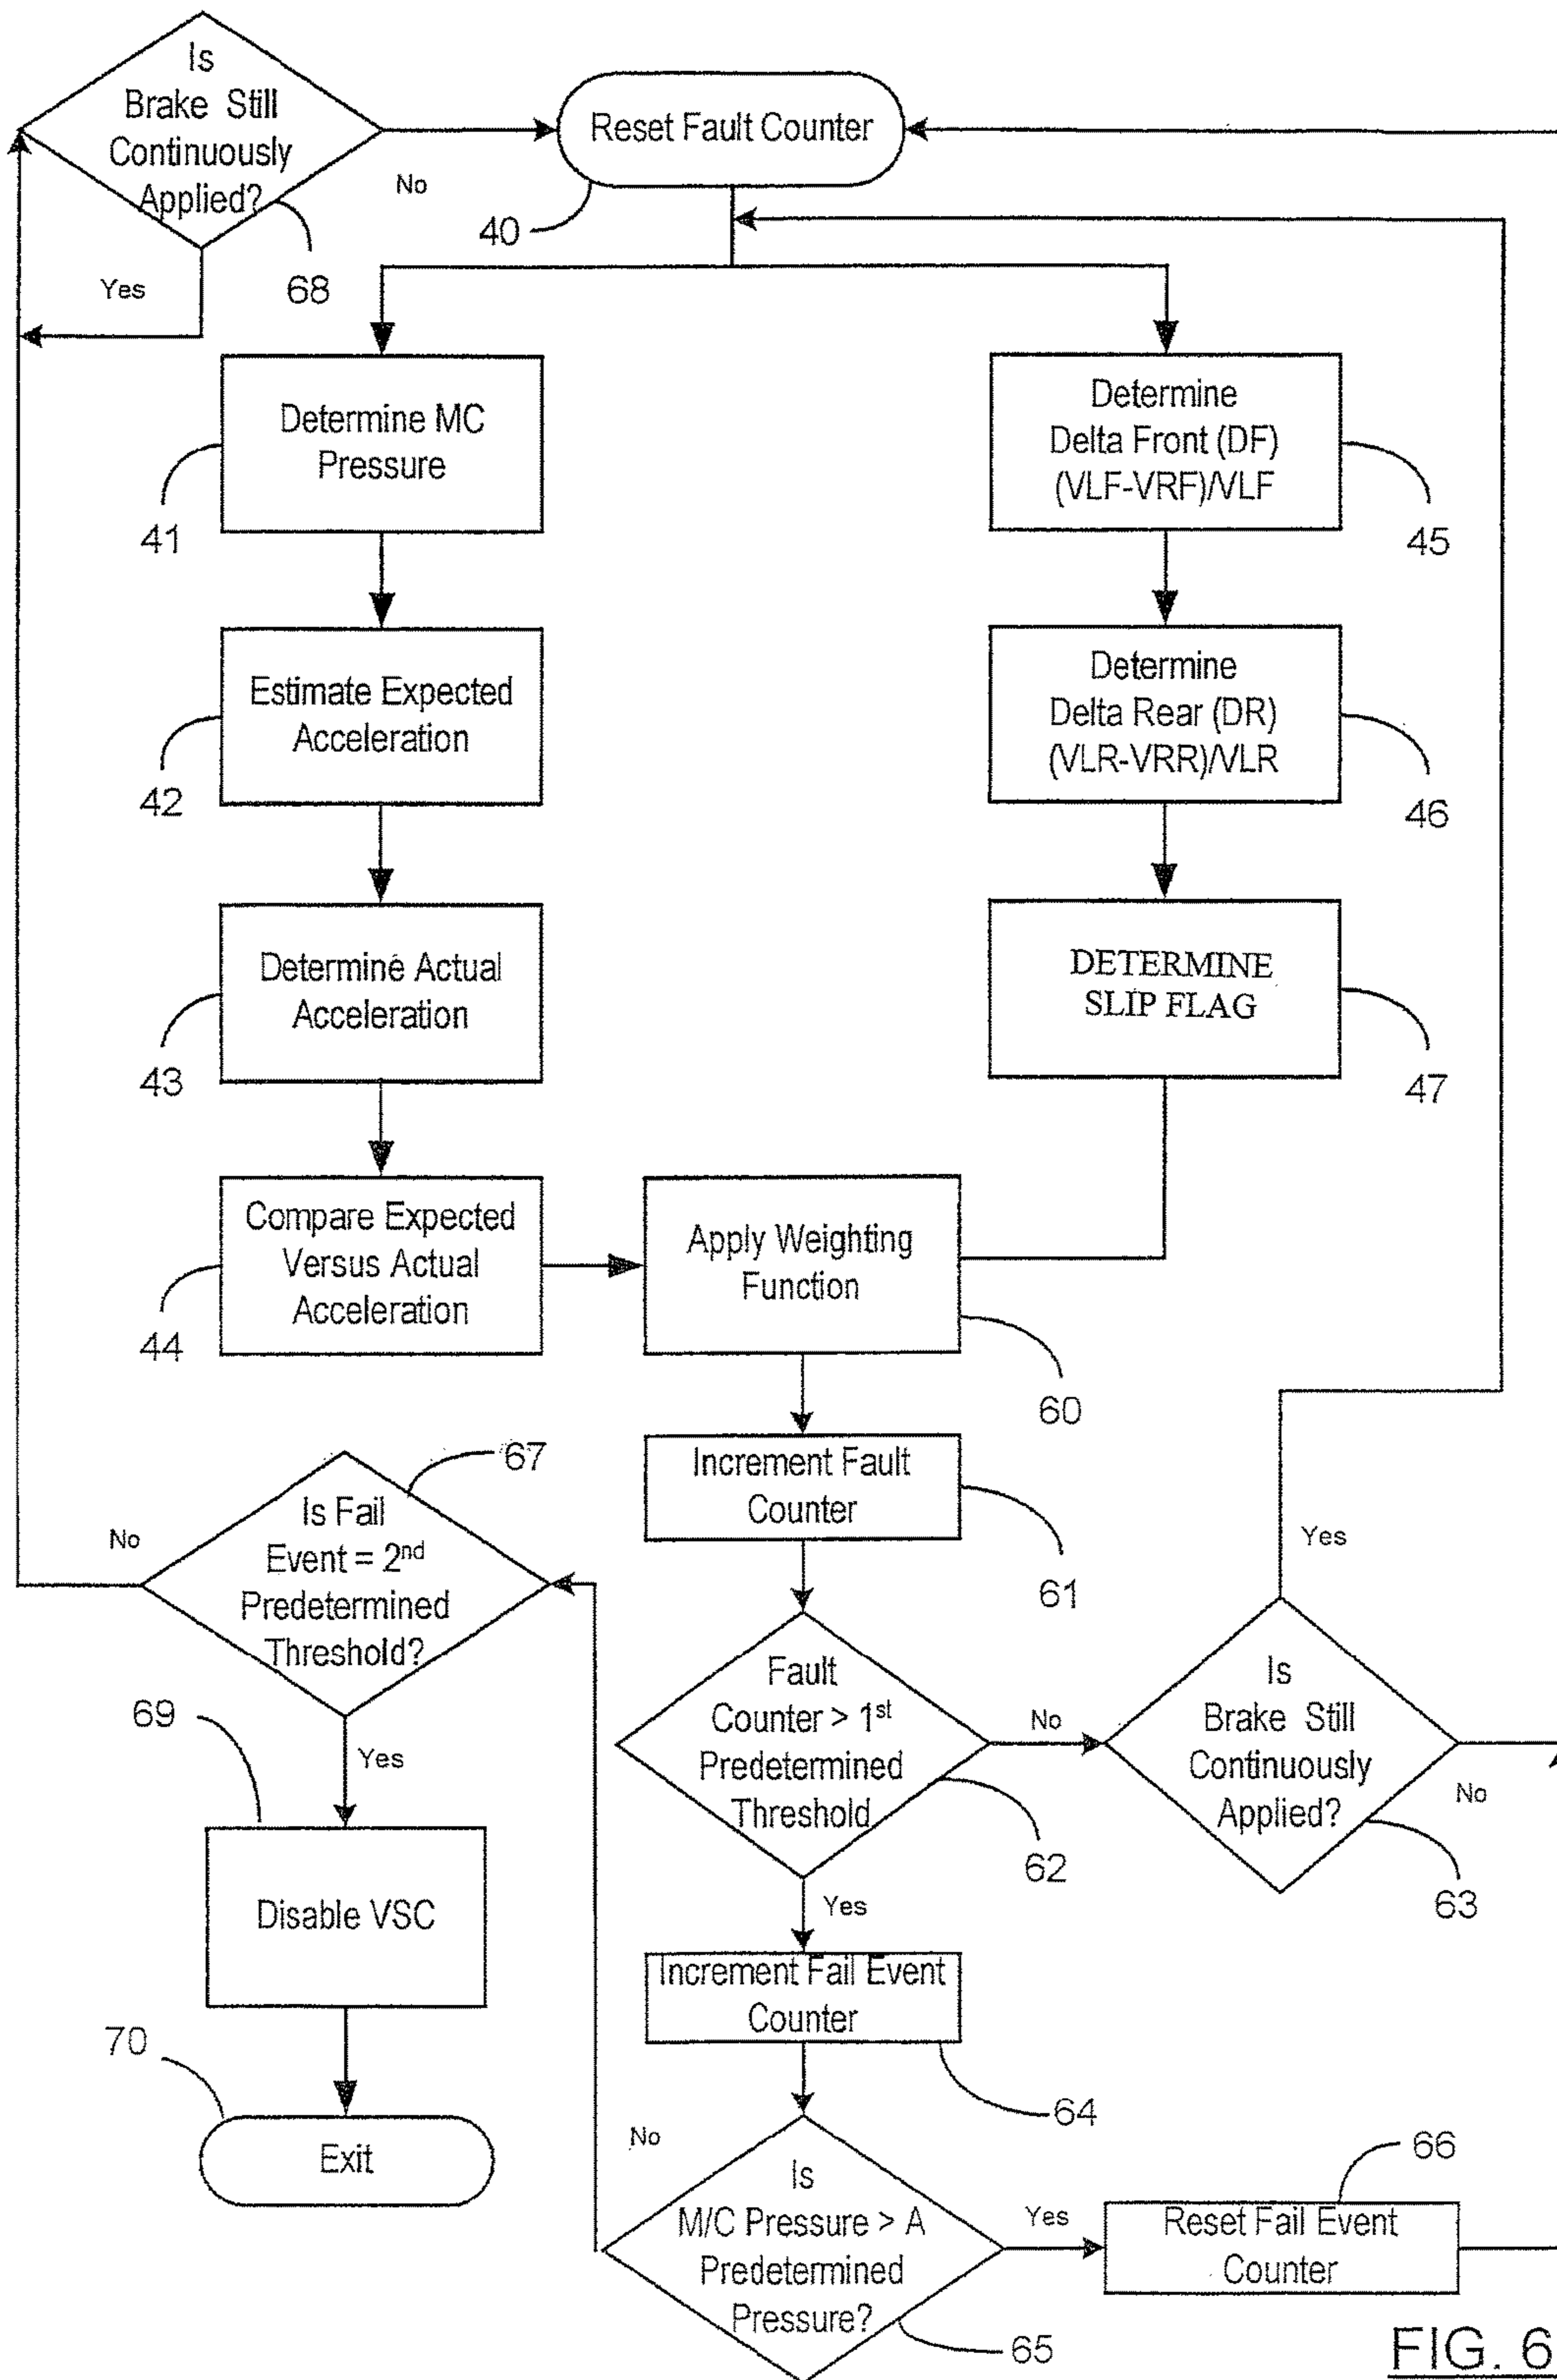 Is
Brake Still
Continuously
Applied?
No
Yes
68
Reset Fault Counter
40
Determine MC
Pressure
41
Determine
Delta Front (DF)
(VLF-VRF)/VLF
45
Estimate Expected
Acceleration
42
Determine
Delta Rear (DR)
(VLR-VRR)/VLR
46
Determine Actual
Acceleration
43
DETERMINE
SLIP FLAG
47
Compare Expected
Versus Actual
Acceleration
44
Apply Weighting
Function
60
Increment Fault
Counter
61
67
Is Fail
Event = 2nd
Predetermined
Threshold?
No
Yes
Fault
Counter > 1st
Predetermined
Threshold
No
62
Yes
Is
Brake Still
Continuously
Applied?
Yes
No
63
69
Disable VSC
70
Exit
Increment Fail Event
Counter
64
No
Is
M/C Pressure > A
Predetermined
Pressure?
Yes
65
66
Reset Fail Event
Counter
FIG. 6